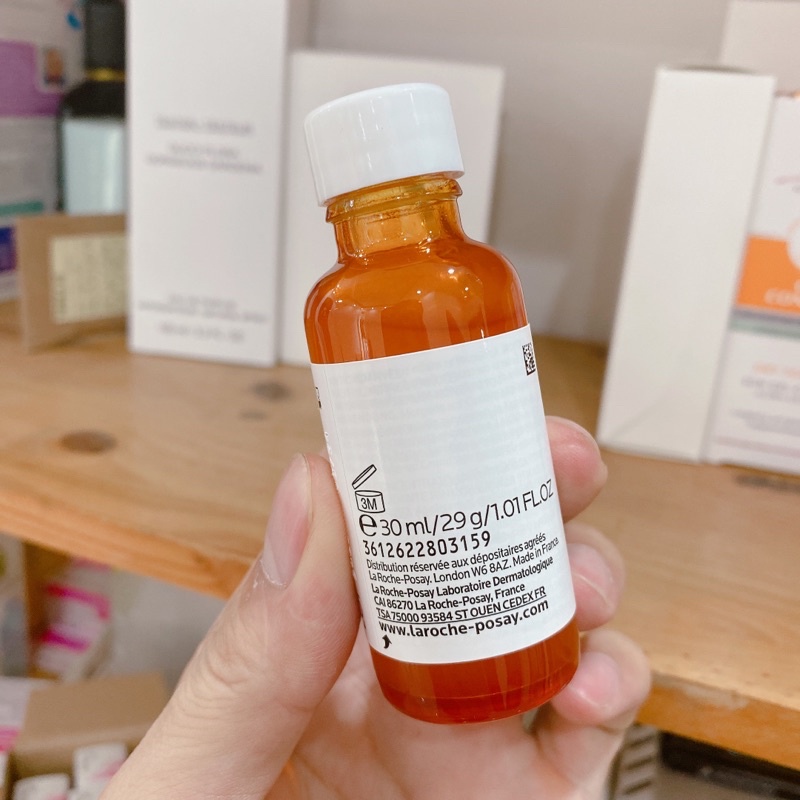 3M
℮ 30 ml/29 g/1.01 FL.OZ
3612622803159
Distribution réservée aux dépositaires agréés
La Roche-Posay. London W6 8AZ. Made in France.
La Roche-Posay Laboratoire Dermatologique
CAI 86270 La Roche-Posay, France
TSA 75000 93584 ST OUEN CEDEX FR
www.laroche-posay.com